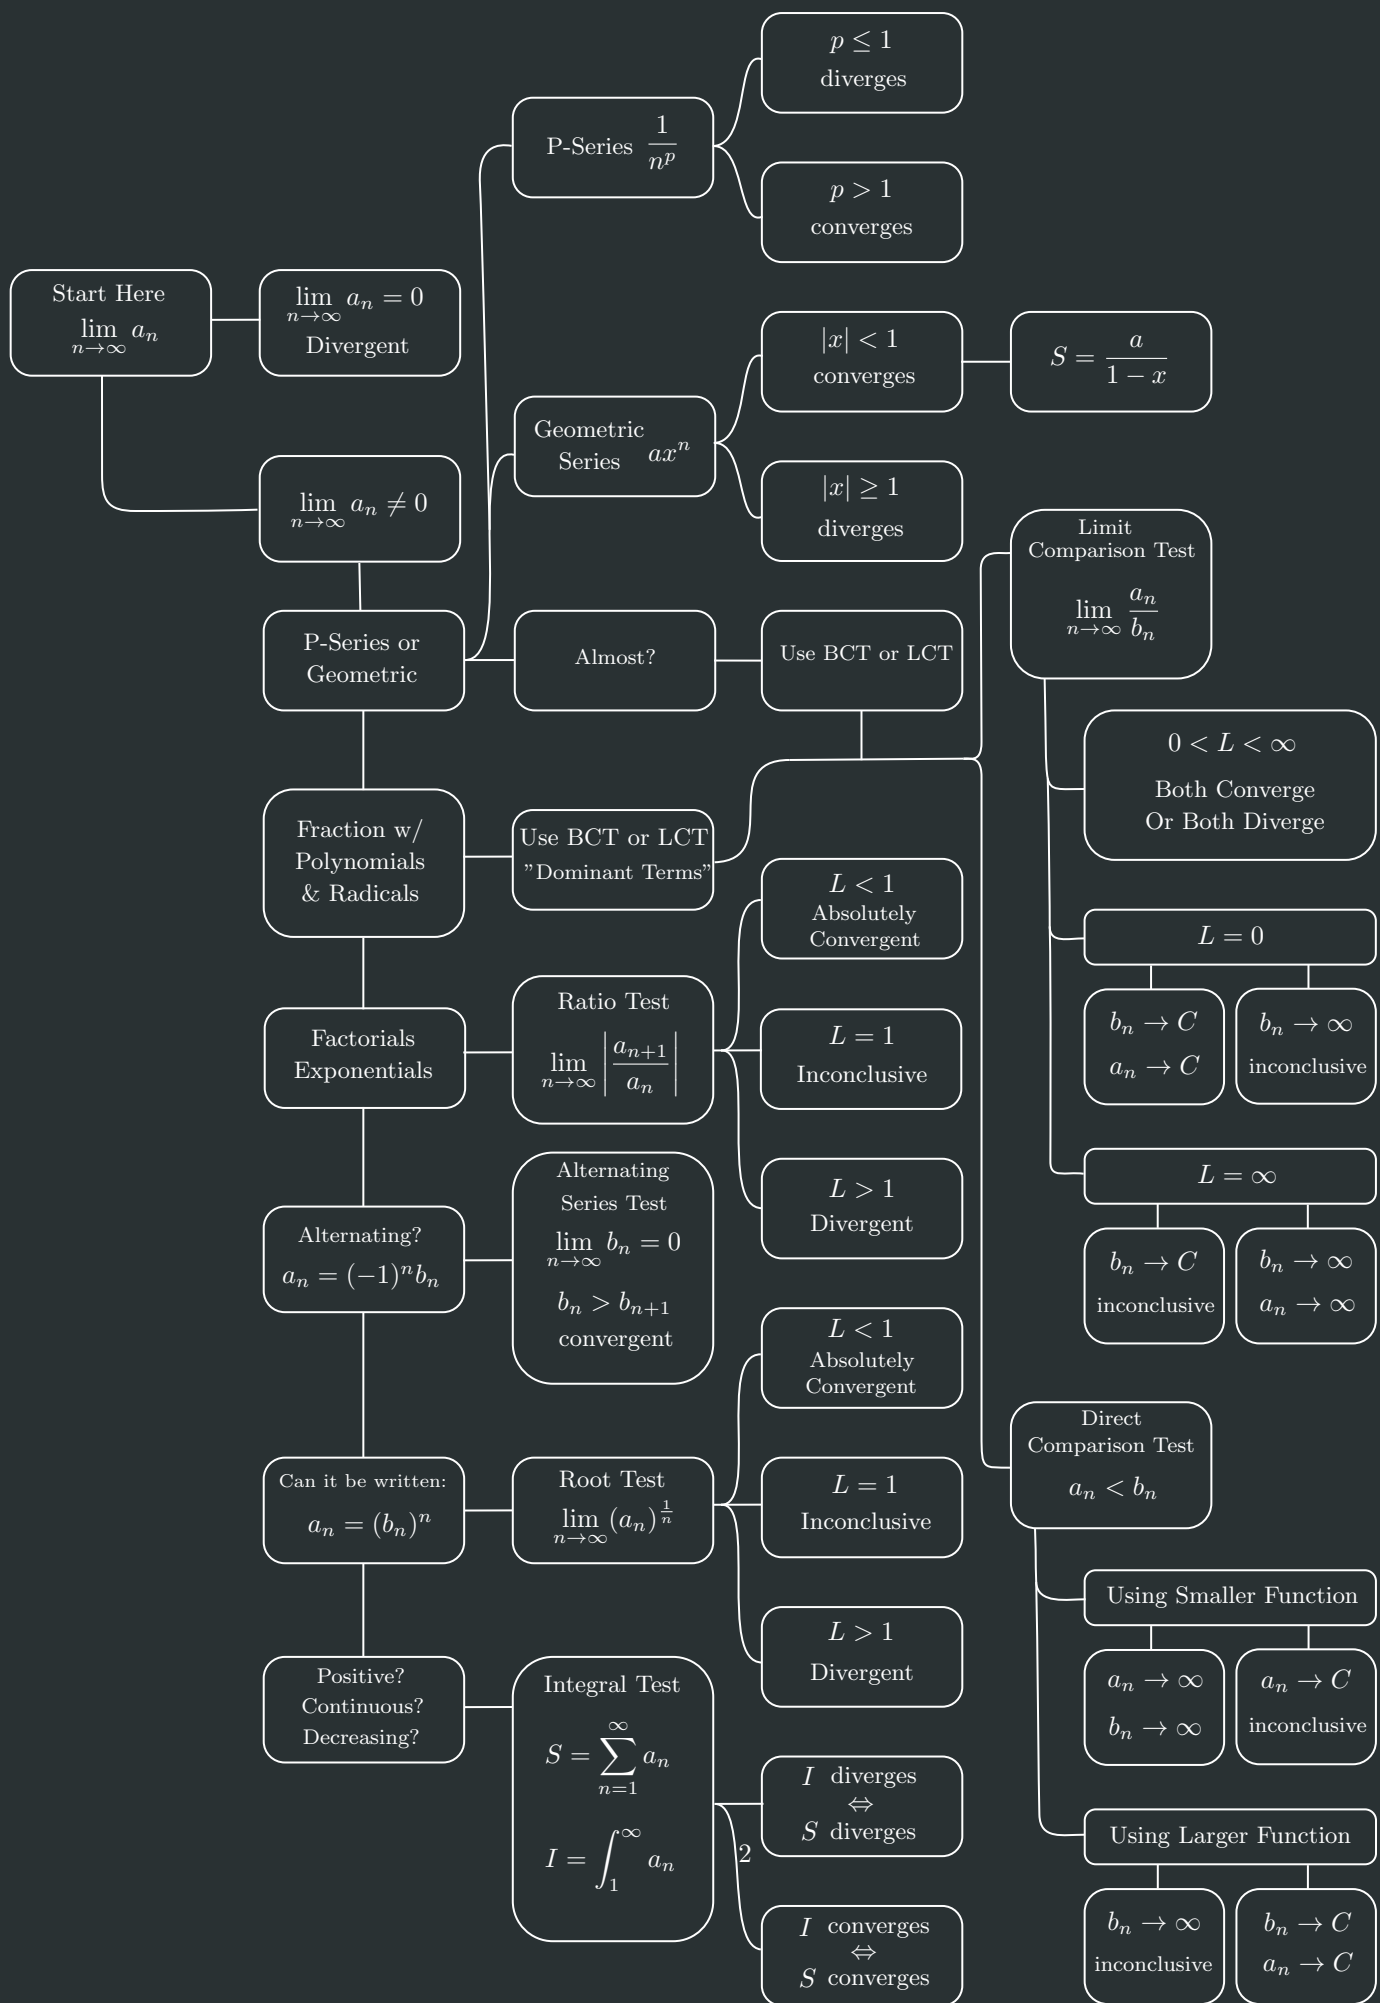 Start Here
lim_{n→∞} a_n
lim_{n→∞} a_n = 0
Divergent
lim_{n→∞} a_n ≠ 0
P-Series or
Geometric
P-Series 1/n^p
p ≤ 1
diverges
p > 1
converges
Geometric
Series ax^n
|x| < 1
converges
S = a/(1 − x)
|x| ≥ 1
diverges
Almost?
Use BCT or LCT
Fraction w/
Polynomials
& Radicals
Use BCT or LCT
"Dominant Terms"
Limit
Comparison Test
lim_{n→∞} a_n/b_n
0 < L < ∞
Both Converge
Or Both Diverge
L = 0
b_n → C
a_n → C
b_n → ∞
inconclusive
L = ∞
b_n → C
inconclusive
b_n → ∞
a_n → ∞
Direct
Comparison Test
a_n < b_n
Using Smaller Function
a_n → ∞
b_n → ∞
a_n → C
inconclusive
Using Larger Function
b_n → ∞
inconclusive
b_n → C
a_n → C
Factorials
Exponentials
Ratio Test
lim_{n→∞} |a_{n+1}/a_n|
L < 1
Absolutely
Convergent
L = 1
Inconclusive
L > 1
Divergent
Alternating?
a_n = (−1)^n b_n
Alternating
Series Test
lim_{n→∞} b_n = 0
b_n > b_{n+1}
convergent
Can it be written:
a_n = (b_n)^n
Root Test
lim_{n→∞} (a_n)^{1/n}
L < 1
Absolutely
Convergent
L = 1
Inconclusive
L > 1
Divergent
Positive?
Continuous?
Decreasing?
Integral Test
S = ∑_{n=1}^{∞} a_n
I = ∫_1^∞ a_n
I diverges
⇔
S diverges
2
I converges
⇔
S converges